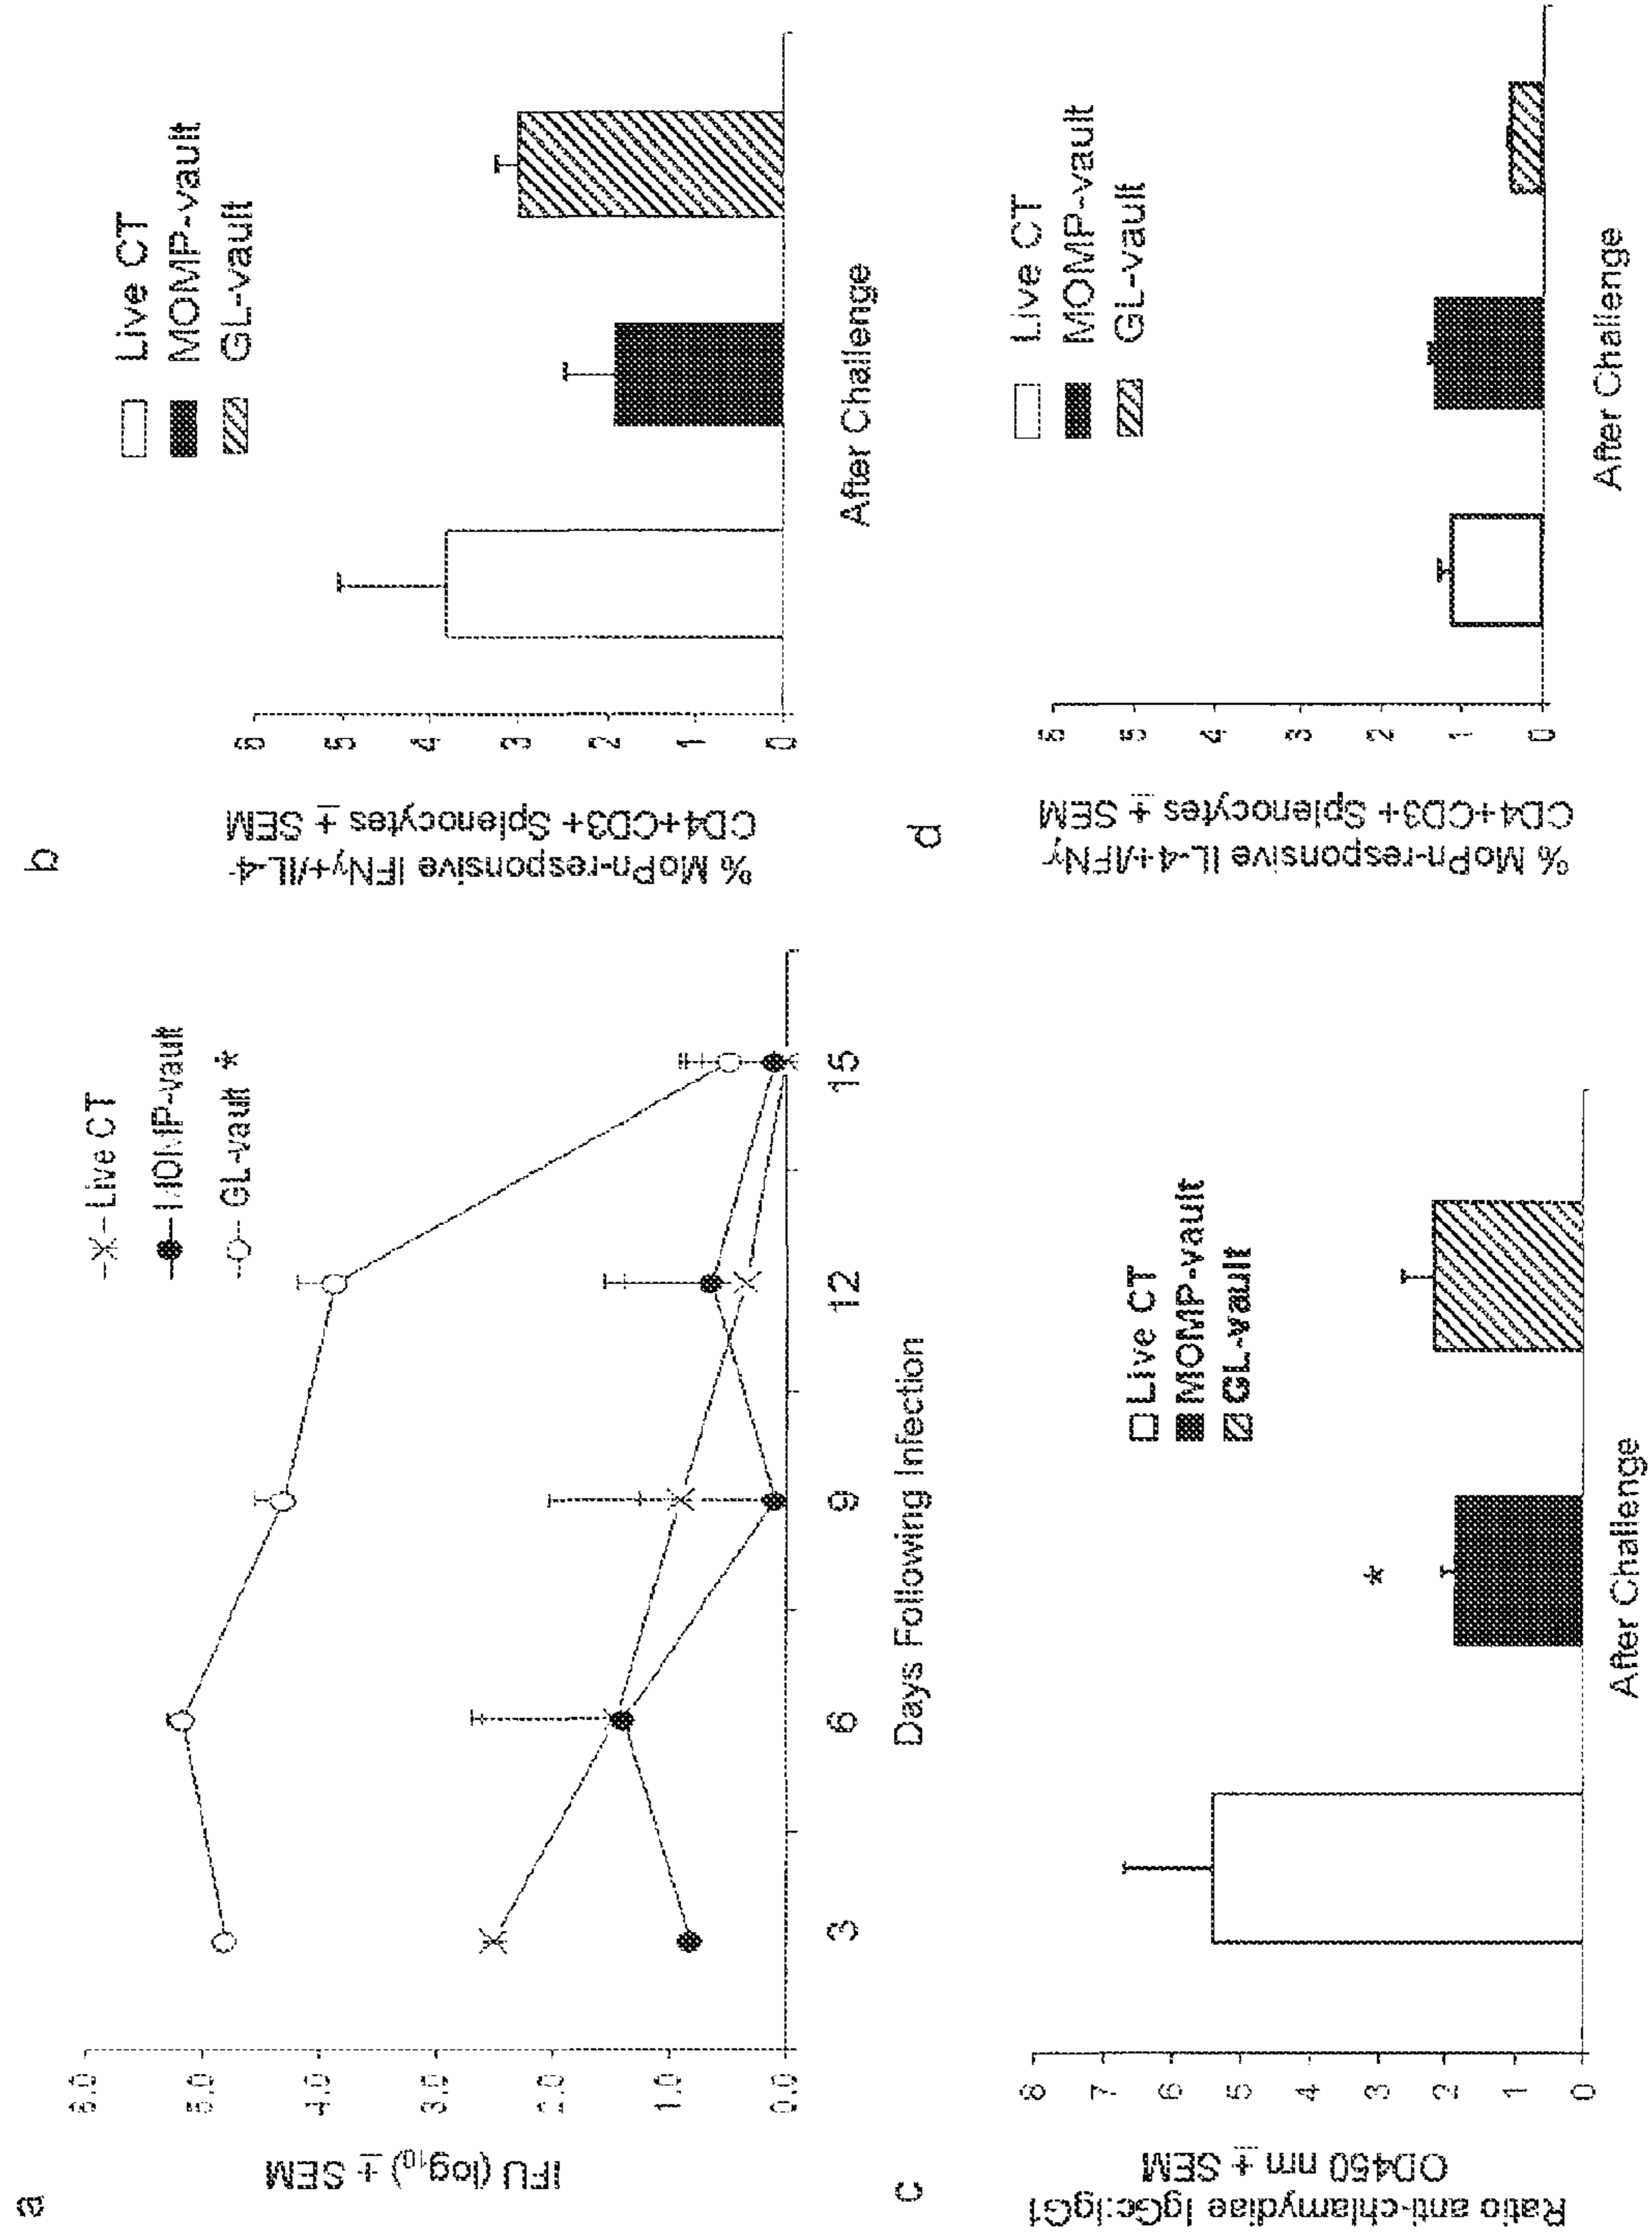 a
IFU (log10) ± SEM
6.0
5.0
4.0
3.0
2.0
1.0
0.0
Live CT
MOMP-vault
GL-vault *
3 6 9 12 15
Days Following Infection
b
% MoPn-responsive IFNγ+/IL-4-
CD4+CD3+ Splenocytes ± SEM
6
5
4
3
2
1
0
Live CT
MOMP-vault
GL-vault
After Challenge
c
Ratio anti-chlamydiae IgGc:IgG1
OD450 nm ± SEM
8
7
6
5
4
3
2
1
0
Live CT
MOMP-vault
GL-vault
*
After Challenge
d
% MoPn-responsive IL-4+/IFNγ-
CD4+CD3+ Splenocytes ± SEM
6
5
4
3
2
1
0
Live CT
MOMP-vault
GL-vault
After Challenge